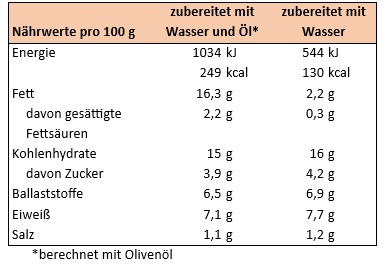 zubereitet mit zubereitet mit
Nährwerte pro 100 g Wasser und Öl* Wasser
Energie 1034 kJ 544 kJ
249 kcal 130 kcal
Fett 16,3 g 2,2 g
davon gesättigte 2,2 g 0,3 g
Fettsäuren
Kohlenhydrate 15 g 16 g
davon Zucker 3,9 g 4,2 g
Ballaststoffe 6,5 g 6,9 g
Eiweiß 7,1 g 7,7 g
Salz 1,1 g 1,2 g
*berechnet mit Olivenöl